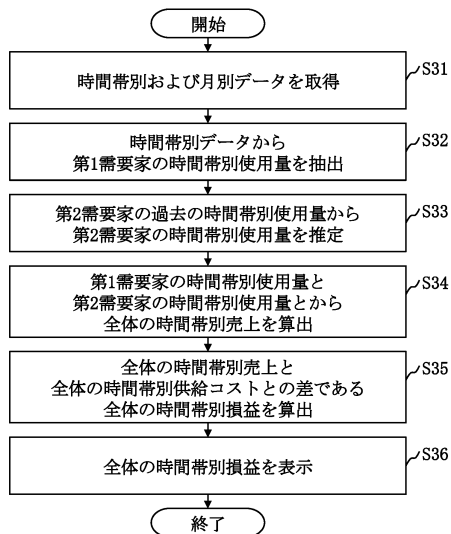 開始
時間帯別および月別データを取得
S31
時間帯別データから
第1需要家の時間帯別使用量を抽出
S32
第2需要家の過去の時間帯別使用量から
第2需要家の時間帯別使用量を推定
S33
第1需要家の時間帯別使用量と
第2需要家の時間帯別使用量とから
全体の時間帯別売上を算出
S34
全体の時間帯別売上と
全体の時間帯別供給コストとの差である
全体の時間帯別損益を算出
S35
全体の時間帯別損益を表示
S36
終了